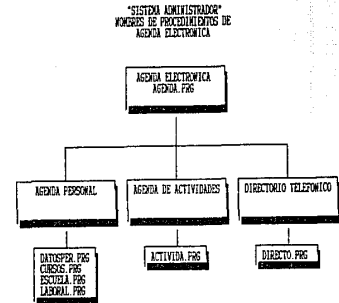 "SISTEMA ADMINISTRADOR"
NOMBRES DE PROCEDIMIENTOS DE
AGENDA ELECTRONICA
AGENDA ELECTRONICA
AGENDA.PRG
AGENDA PERSONAL
AGENDA DE ACTIVIDADES
DIRECTORIO TELEFONICO
DATOSPER.PRG
CURSOS.PRG
ESCUELA.PRG
LABORAL.PRG
ACTIVIDA.PRG
DIRECTO.PRG